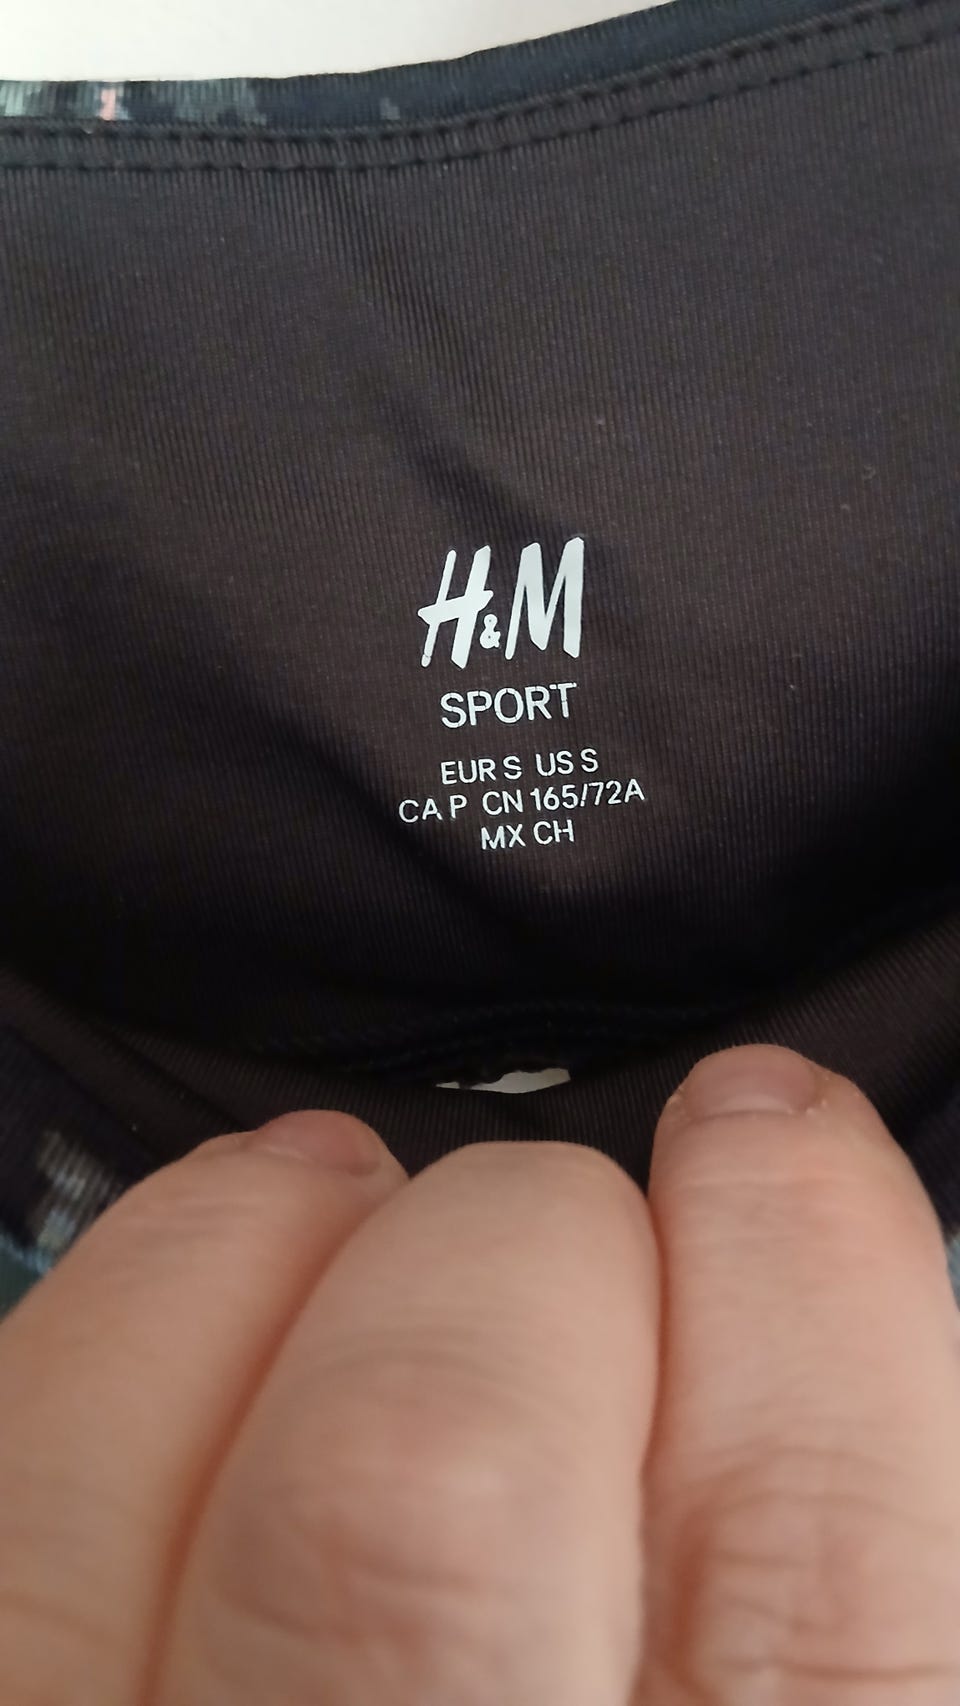 H&M
SPORT
EUR S US S
CA P CN 165/72A
MX CH